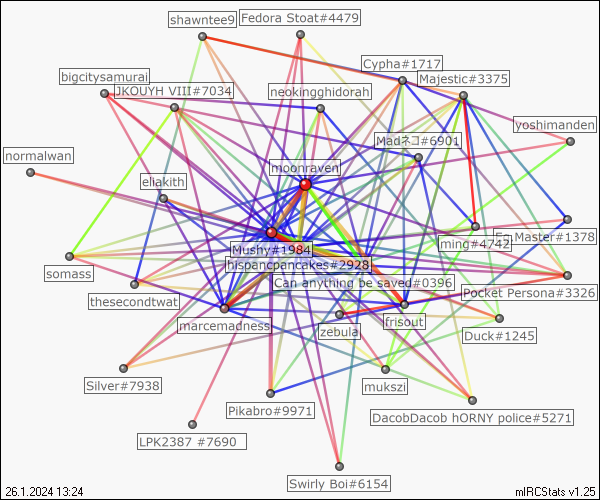 shawntee9
Fedora Stoat#4479
Cypha#1717
bigcitysamurai
Majestic#3375
JKOUYH VIII#7034
neokingghidorah
yoshimanden
Madネコ#6901
normalwan
moonraven
eliakith
Master#1378
ming#4742
Mushy#1984
somass
hispancpancakes#2928
Can anything be saved#0396
Pocket Persona#3326
thesecondtwat
marcemadness
frisout
zebula
Duck#1245
Silver#7938
mukszi
Pikabro#9971
DacobDacob hORNY police#5271
LPK2387 #7690
Swirly Boi#6154
26.1.2024 13:24
mIRCStats v1.25